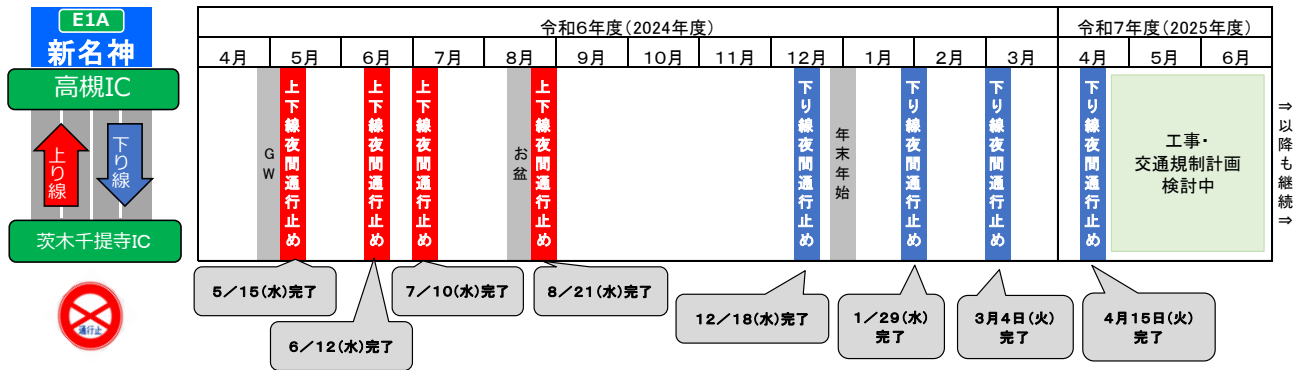 E1A
新名神
高槻IC
上り線
下り線
茨木千提寺IC
通行止
令和6年度(2024年度)
令和7年度(2025年度)
4月 5月 6月 7月 8月 9月 10月 11月 12月 1月 2月 3月 4月 5月 6月
GW
上下線夜間通行止め
上下線夜間通行止め
上下線夜間通行止め
お盆
上下線夜間通行止め
下り線夜間通行止め
年末年始
下り線夜間通行止め
下り線夜間通行止め
下り線夜間通行止め
工事・
交通規制計画
検討中
⇒以降も継続⇒
5/15(水)完了
6/12(水)完了
7/10(水)完了
8/21(水)完了
12/18(水)完了
1/29(水)
完了
3月4日(火)
完了
4月15日(火)
完了